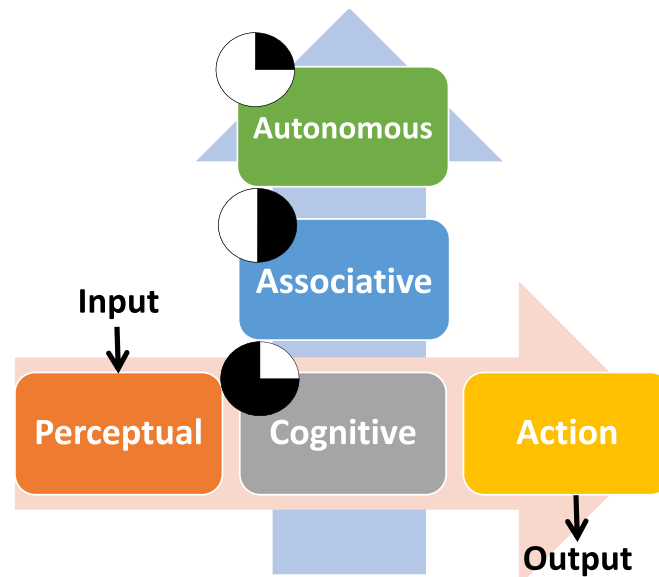 Autonomous
Associative
Input
Perceptual
Cognitive
Action
Output